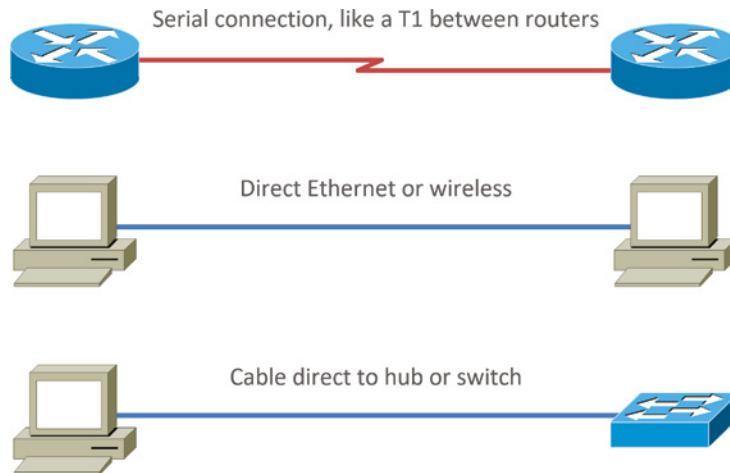 Serial connection, like a T1 between routers
Direct Ethernet or wireless
Cable direct to hub or switch